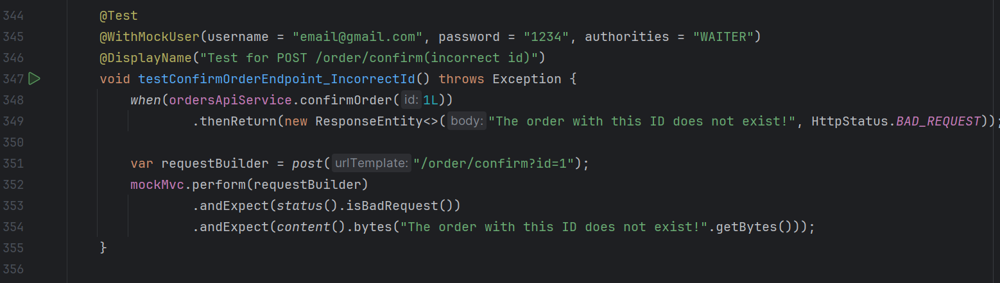 344 @Test
345 @WithMockUser(username = "email@gmail.com", password = "1234", authorities = "WAITER")
346 @DisplayName("Test for POST /order/confirm(incorrect id)")
347 void testConfirmOrderEndpoint_IncorrectId() throws Exception {
348 when(ordersApiService.confirmOrder( id: 1L))
349 .thenReturn(new ResponseEntity<>( body: "The order with this ID does not exist!", HttpStatus.BAD_REQUEST));
350
351 var requestBuilder = post( urlTemplate: "/order/confirm?id=1");
352 mockMvc.perform(requestBuilder)
353 .andExpect(status().isBadRequest())
354 .andExpect(content().bytes("The order with this ID does not exist!".getBytes()));
355 }
356